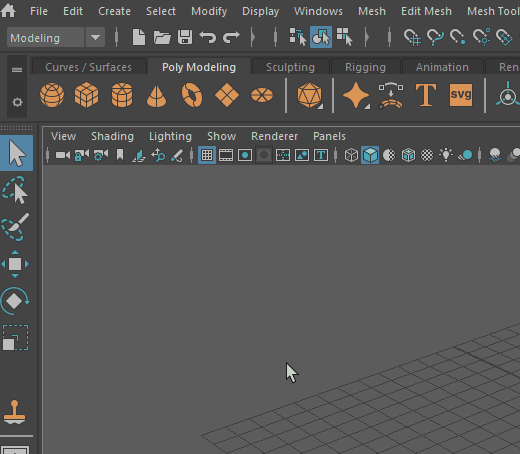 File Edit Create Select Modify Display Windows Mesh Edit Mesh Mesh Tool
Modeling
Curves / Surfaces Poly Modeling Sculpting Rigging Animation Ren
T svg
View Shading Lighting Show Renderer Panels
T